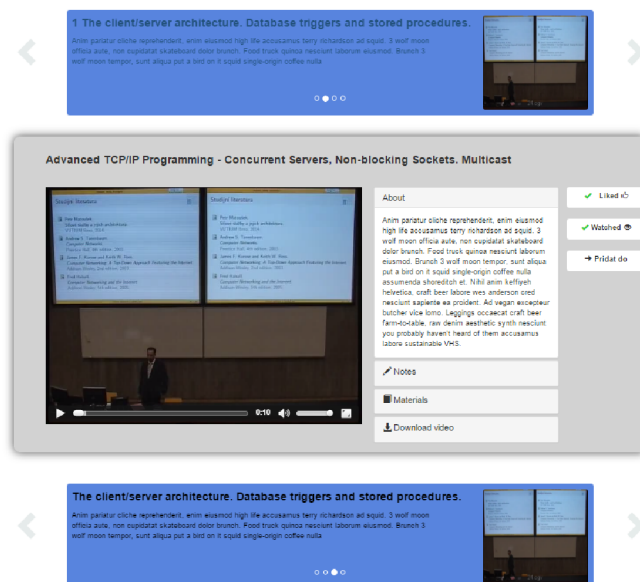 1 The client/server architecture. Database triggers and stored procedures.
Anim pariatur cliche reprehenderit, enim eiusmod high life accusamus terry richardson ad squid. 3 wolf moon
officia aute, non cupidatat skateboard dolor brunch. Food truck quinoa nesciunt laborum eiusmod. Brunch 3
wolf moon tempor, sunt aliqua put a bird on it squid single-origin coffee nulla
Advanced TCP/IP Programming - Concurrent Servers, Non-blocking Sockets. Multicast
0:10
About
Anim pariatur cliche reprehenderit, enim eiusmod
high life accusamus terry richardson ad squid. 3
wolf moon officia aute, non cupidatat skateboard
dolor brunch. Food truck quinoa nesciunt laborum
eiusmod. Brunch 3 wolf moon tempor, sunt aliqua
put a bird on it squid single-origin coffee nulla
assumenda shoreditch et. Nihil anim keffiyeh
helvetica, craft beer labore wes anderson cred
nesciunt sapiente ea proident. Ad vegan excepteur
butcher vice lomo. Leggings occaecat craft beer
farm-to-table, raw denim aesthetic synth nesciunt
you probably haven't heard of them accusamus
labore sustainable VHS.
Notes
Materials
Download video
Liked
Watched
Pridat do
The client/server architecture. Database triggers and stored procedures.
Anim pariatur cliche reprehenderit, enim eiusmod high life accusamus terry richardson ad squid. 3 wolf moon
officia aute, non cupidatat skateboard dolor brunch. Food truck quinoa nesciunt laborum eiusmod. Brunch 3
wolf moon tempor, sunt aliqua put a bird on it squid single-origin coffee nulla